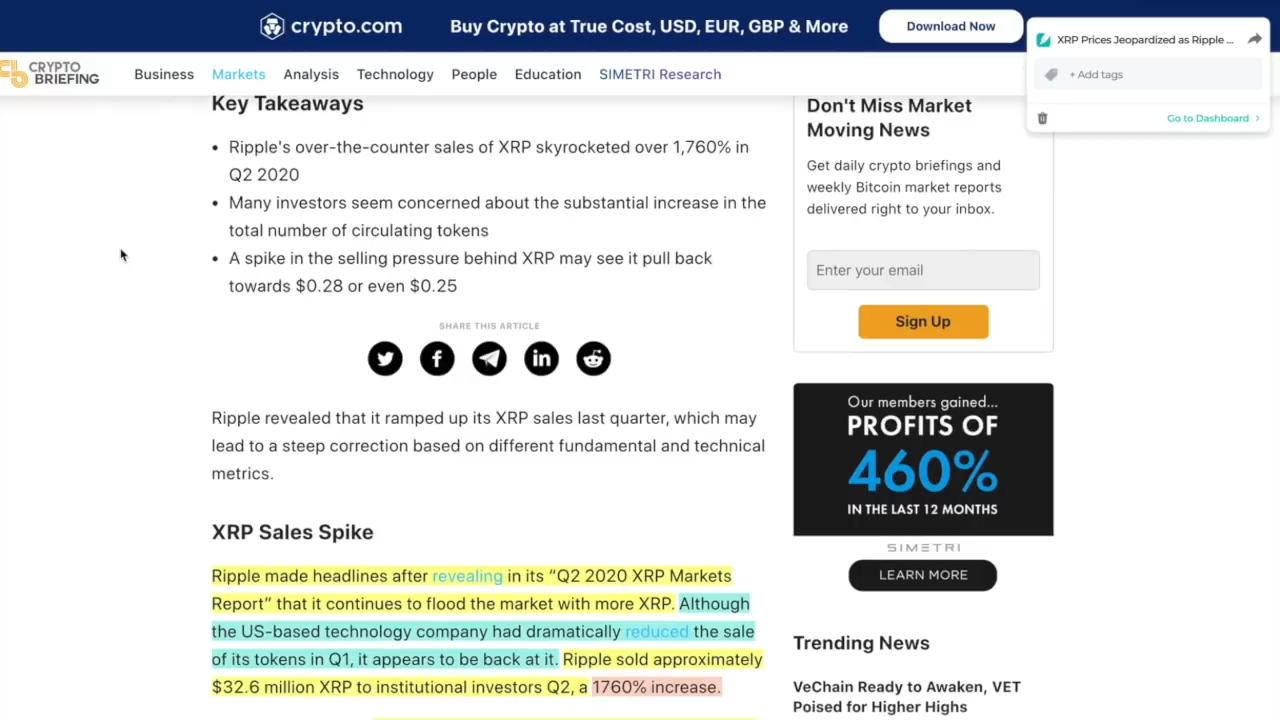 crypto.com
Buy Crypto at True Cost, USD, EUR, GBP & More
Download Now
XRP Prices Jeopardized as Ripple ...
+ Add tags
Go to Dashboard
CRYPTO
BRIEFING
Business
Markets
Analysis
Technology
People
Education
SIMETRI Research
Key Takeaways
• Ripple's over-the-counter sales of XRP skyrocketed over 1,760% in
Q2 2020
• Many investors seem concerned about the substantial increase in the
total number of circulating tokens
• A spike in the selling pressure behind XRP may see it pull back
towards $0.28 or even $0.25
SHARE THIS ARTICLE
Ripple revealed that it ramped up its XRP sales last quarter, which may
lead to a steep correction based on different fundamental and technical
metrics.
XRP Sales Spike
Ripple made headlines after revealing in its “Q2 2020 XRP Markets
Report” that it continues to flood the market with more XRP. Although
the US-based technology company had dramatically reduced the sale
of its tokens in Q1, it appears to be back at it. Ripple sold approximately
$32.6 million XRP to institutional investors Q2, a 1760% increase.
Don't Miss Market
Moving News
Get daily crypto briefings and
weekly Bitcoin market reports
delivered right to your inbox.
Enter your email
Sign Up
Our members gained...
PROFITS OF
460%
IN THE LAST 12 MONTHS
SIMETRI
LEARN MORE
Trending News
VeChain Ready to Awaken, VET
Poised for Higher Highs